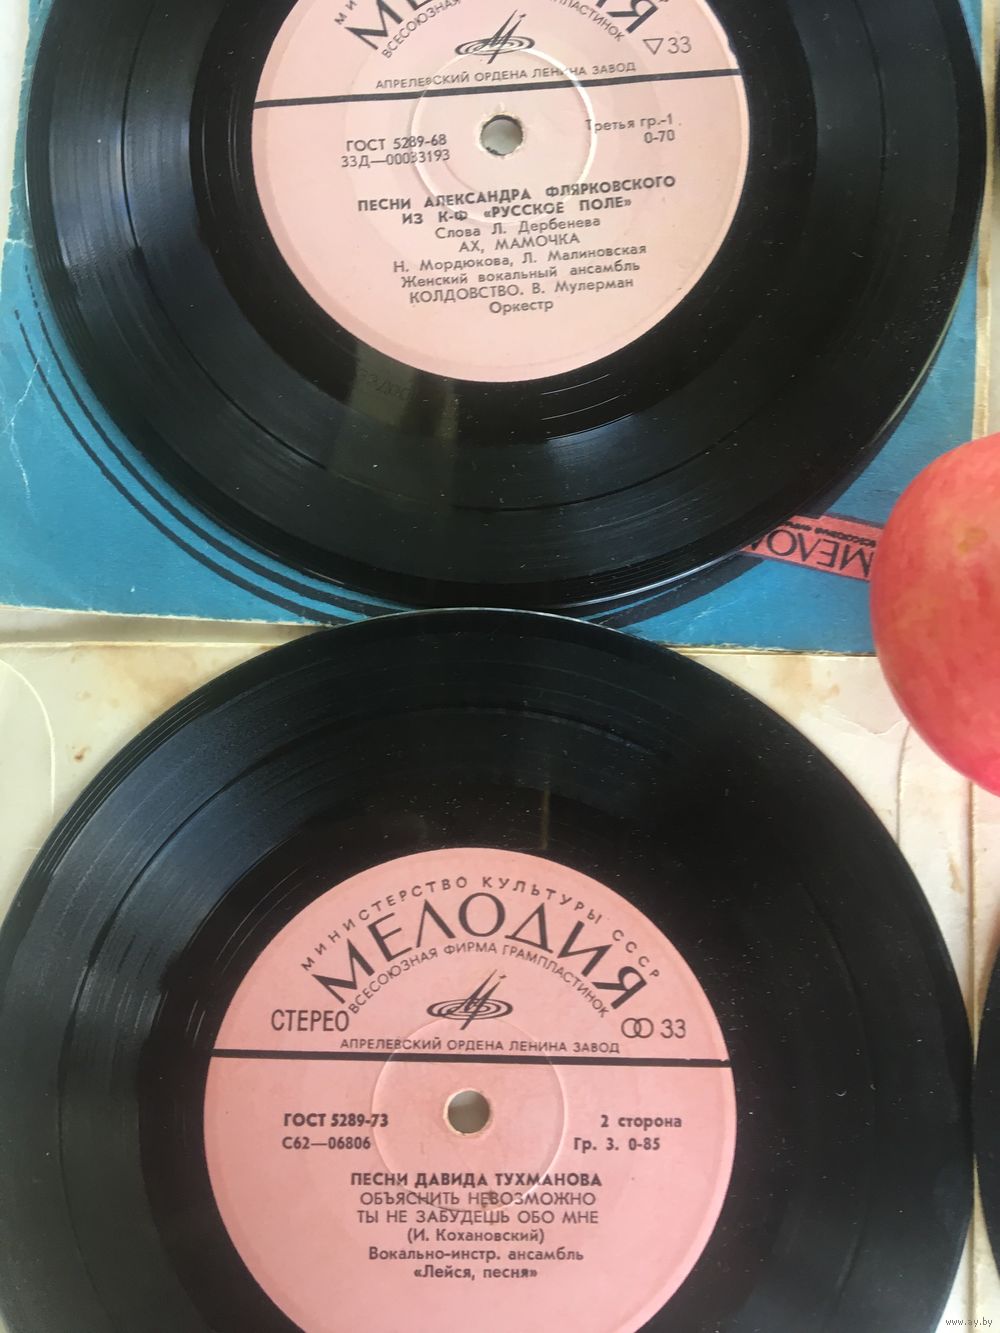 МЕЛОДИЯ
ВСЕСОЮЗНАЯ ФИРМА ГРАМПЛАСТИНОК
▽33
АПРЕЛЕВСКИЙ ОРДЕНА ЛЕНИНА ЗАВОД
ГОСТ 5289-68
Третья гр.-1
33Д—00033193
0-70
ПЕСНИ АЛЕКСАНДРА ФЛЯРКОВСКОГО
ИЗ К-Ф «РУССКОЕ ПОЛЕ»
Слова Л. Дербенева
АХ, МАМОЧКА
Н. Мордюкова, Л. Малиновская
Женский вокальный ансамбль
КОЛДОВСТВО. В. Мулерман
Оркестр
МЕЛО
МИНИСТЕРСТВО КУЛЬТУРЫ СССР
МЕЛОДИЯ
ВСЕСОЮЗНАЯ ФИРМА ГРАМПЛАСТИНОК
СТЕРЕО
33
АПРЕЛЕВСКИЙ ОРДЕНА ЛЕНИНА ЗАВОД
ГОСТ 5289-73
2 сторона
С62—06806
Гр. 3. 0-85
ПЕСНИ ДАВИДА ТУХМАНОВА
ОБЪЯСНИТЬ НЕВОЗМОЖНО
ТЫ НЕ ЗАБУДЕШЬ ОБО МНЕ
(И. Кохановский)
Вокально-инстр. ансамбль
«Лейся, песня»
www.ay.by